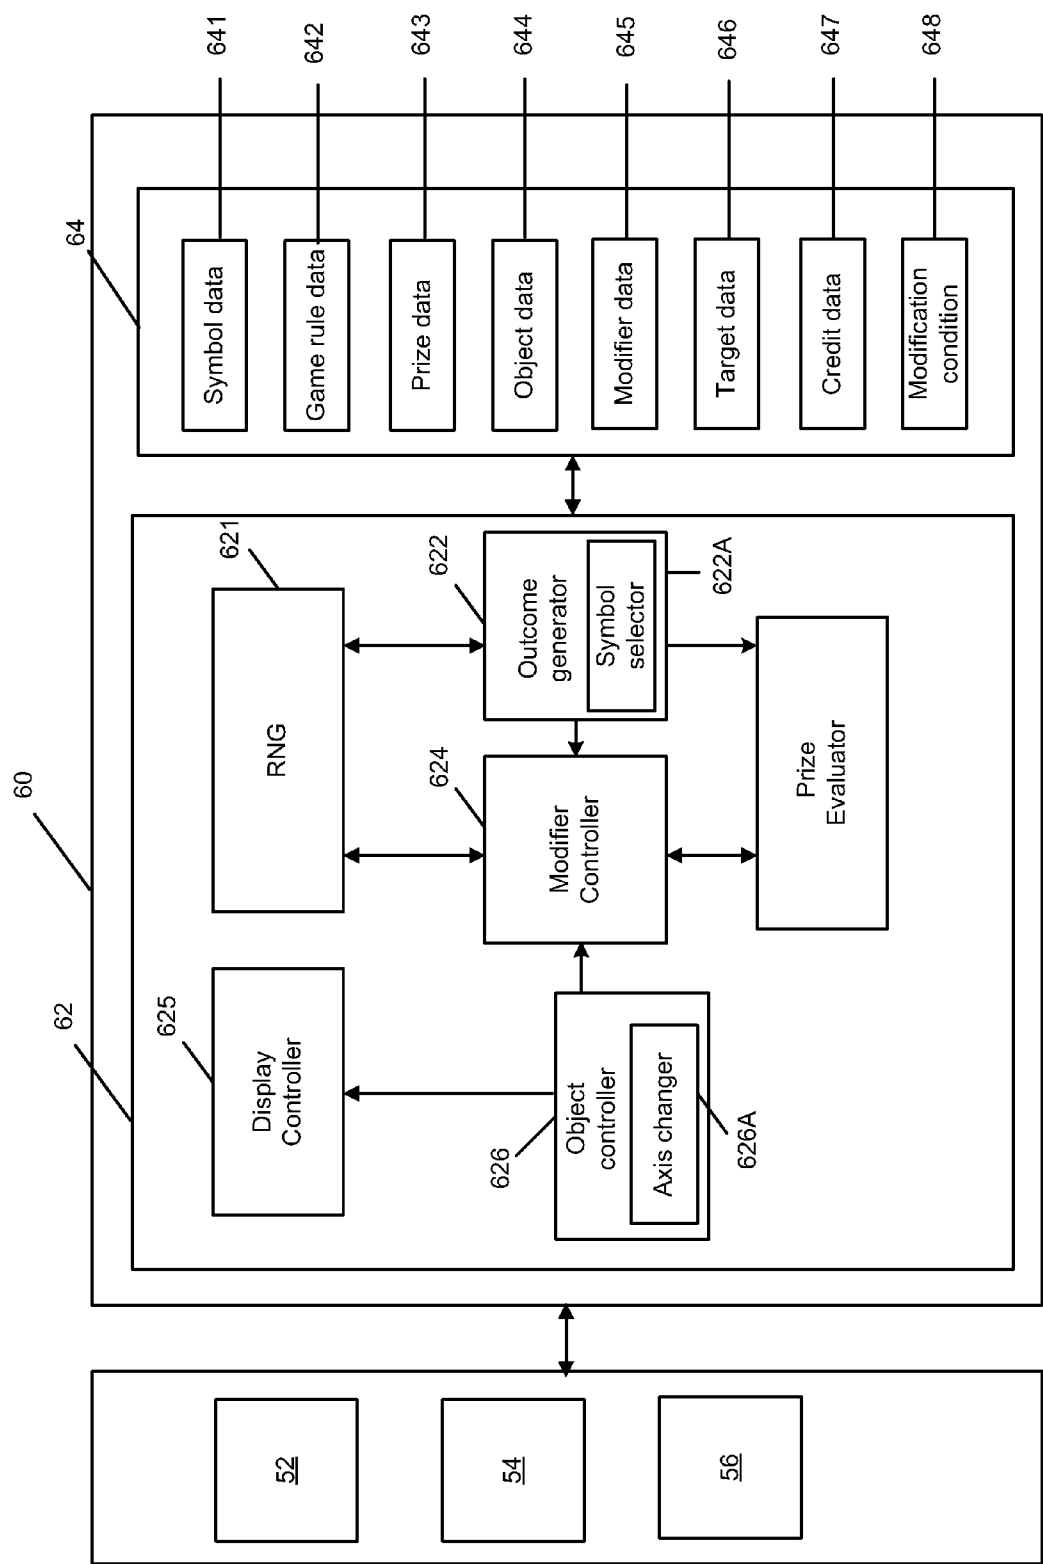 60
62
64
52
54
56
625
Display
Controller
RNG
621
626
Object
controller
Axis changer
626A
624
Modifier
Controller
622
Outcome
generator
Symbol
selector
622A
Prize
Evaluator
Symbol data
641
Game rule data
642
Prize data
643
Object data
644
Modifier data
645
Target data
646
Credit data
647
Modification
condition
648